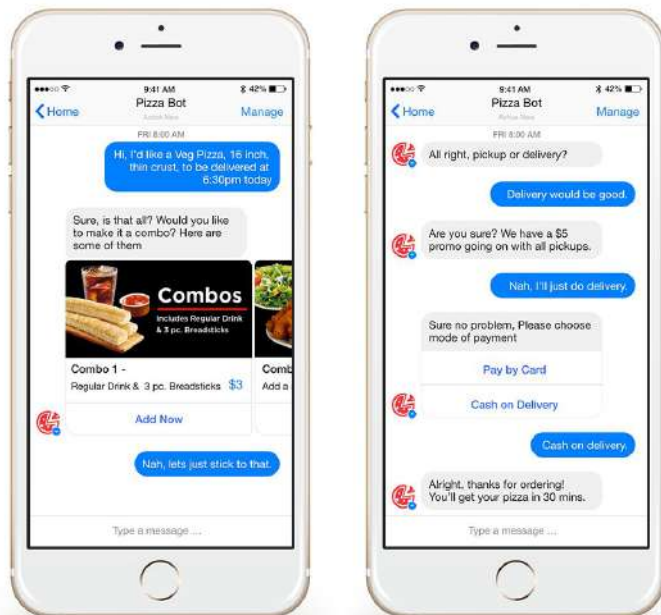 9:41 AM
42%
Home
Pizza Bot
Manage
Active Now
FRI 8:00 AM
Hi, I'd like a Veg Pizza, 16 inch,
thin crust, to be delivered at
6:30pm today
Sure, is that all? Would you like
to make it a combo? Here are
some of them
Combos
Includes Regular Drink
& 3 pc. Breadsticks
Combo 1 -
Regular Drink & 3 pc. Breadsticks $3
Add Now
Comb
Add a
Nah, lets just stick to that.
Type a message ...
9:41 AM
42%
Home
Pizza Bot
Manage
Active Now
FRI 8:00 AM
All right, pickup or delivery?
Delivery would be good.
Are you sure? We have a $5
promo going on with all pickups.
Nah, I'll just do delivery.
Sure no problem, Please choose
mode of payment
Pay by Card
Cash on Delivery
Cash on delivery.
Alright, thanks for ordering!
You'll get your pizza in 30 mins.
Type a message ...